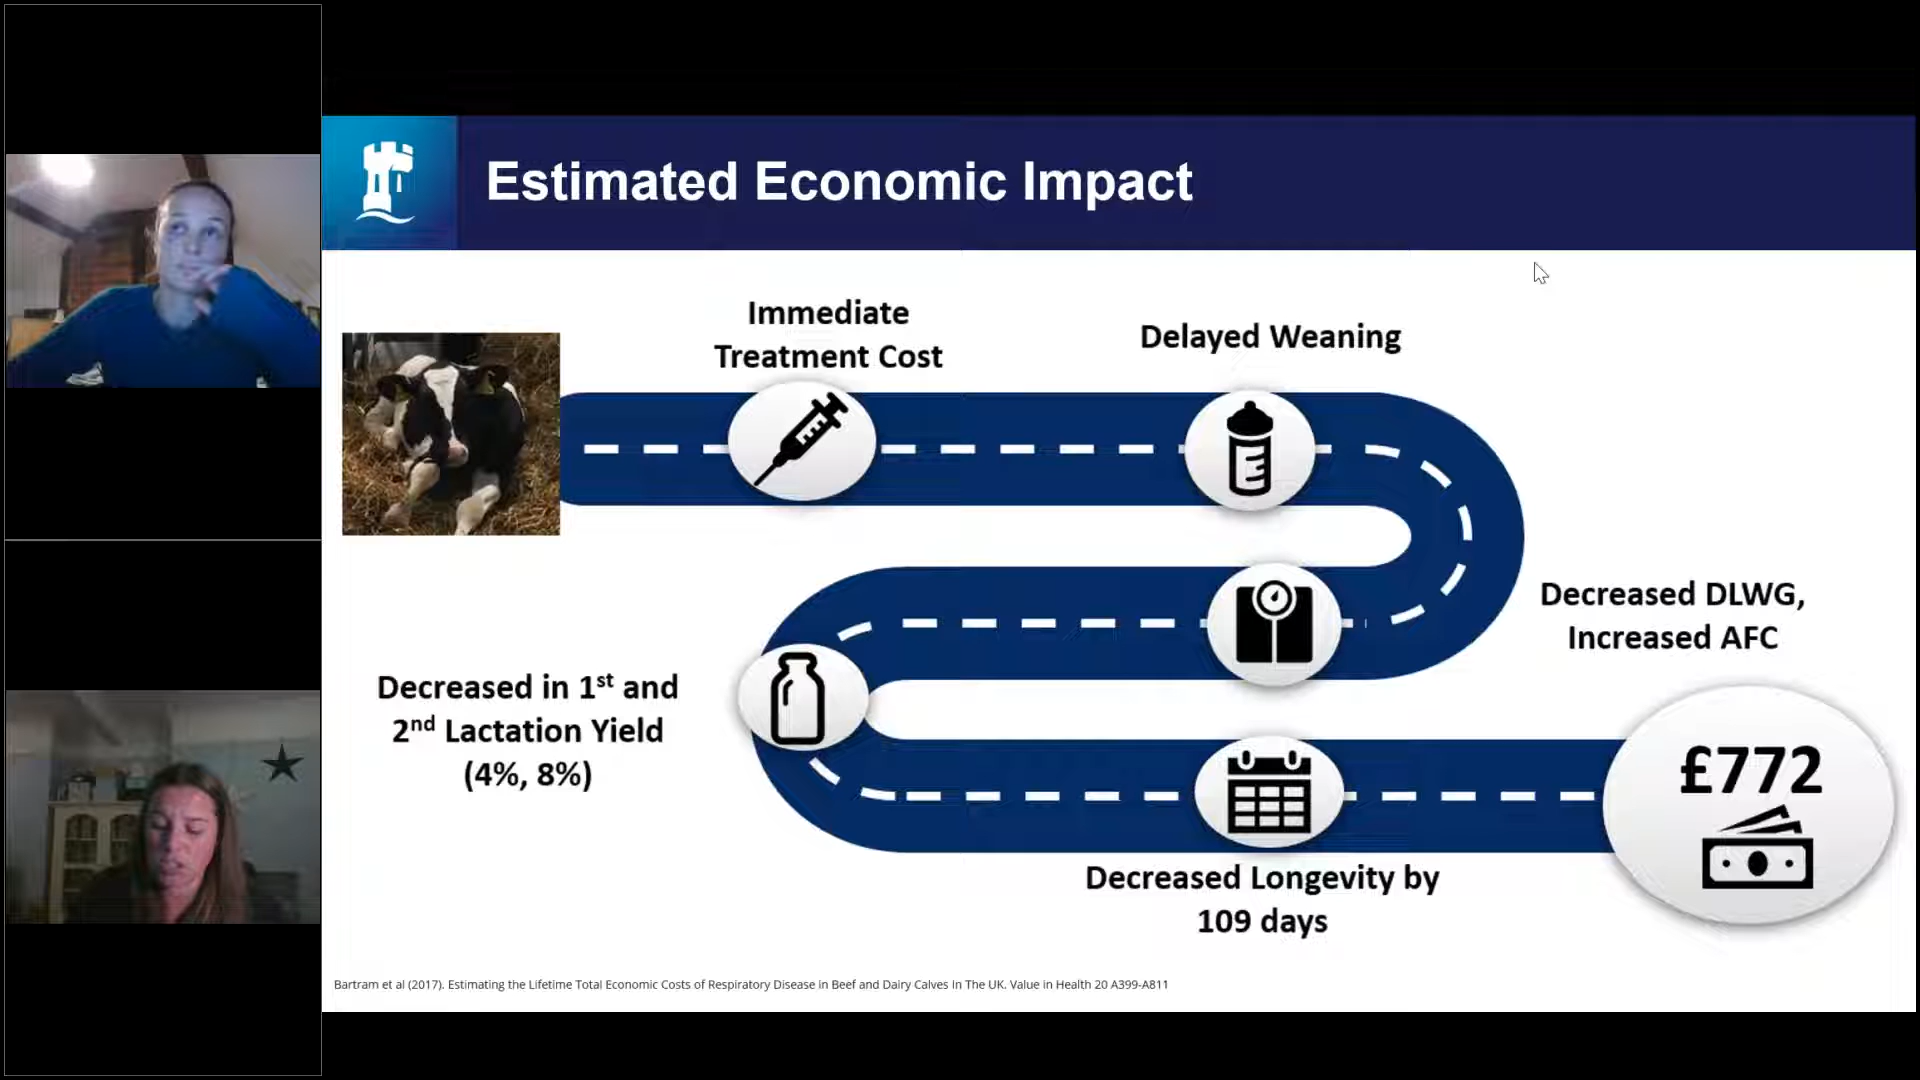 Estimated Economic Impact
Immediate
Treatment Cost
Delayed Weaning
Decreased DLWG,
Increased AFC
Decreased in 1st and
2nd Lactation Yield
(4%, 8%)
£772
Decreased Longevity by
109 days
Bartram et al (2017). Estimating the Lifetime Total Economic Costs of Respiratory Disease in Beef and Dairy Calves In The UK. Value in Health 20 A399-A811